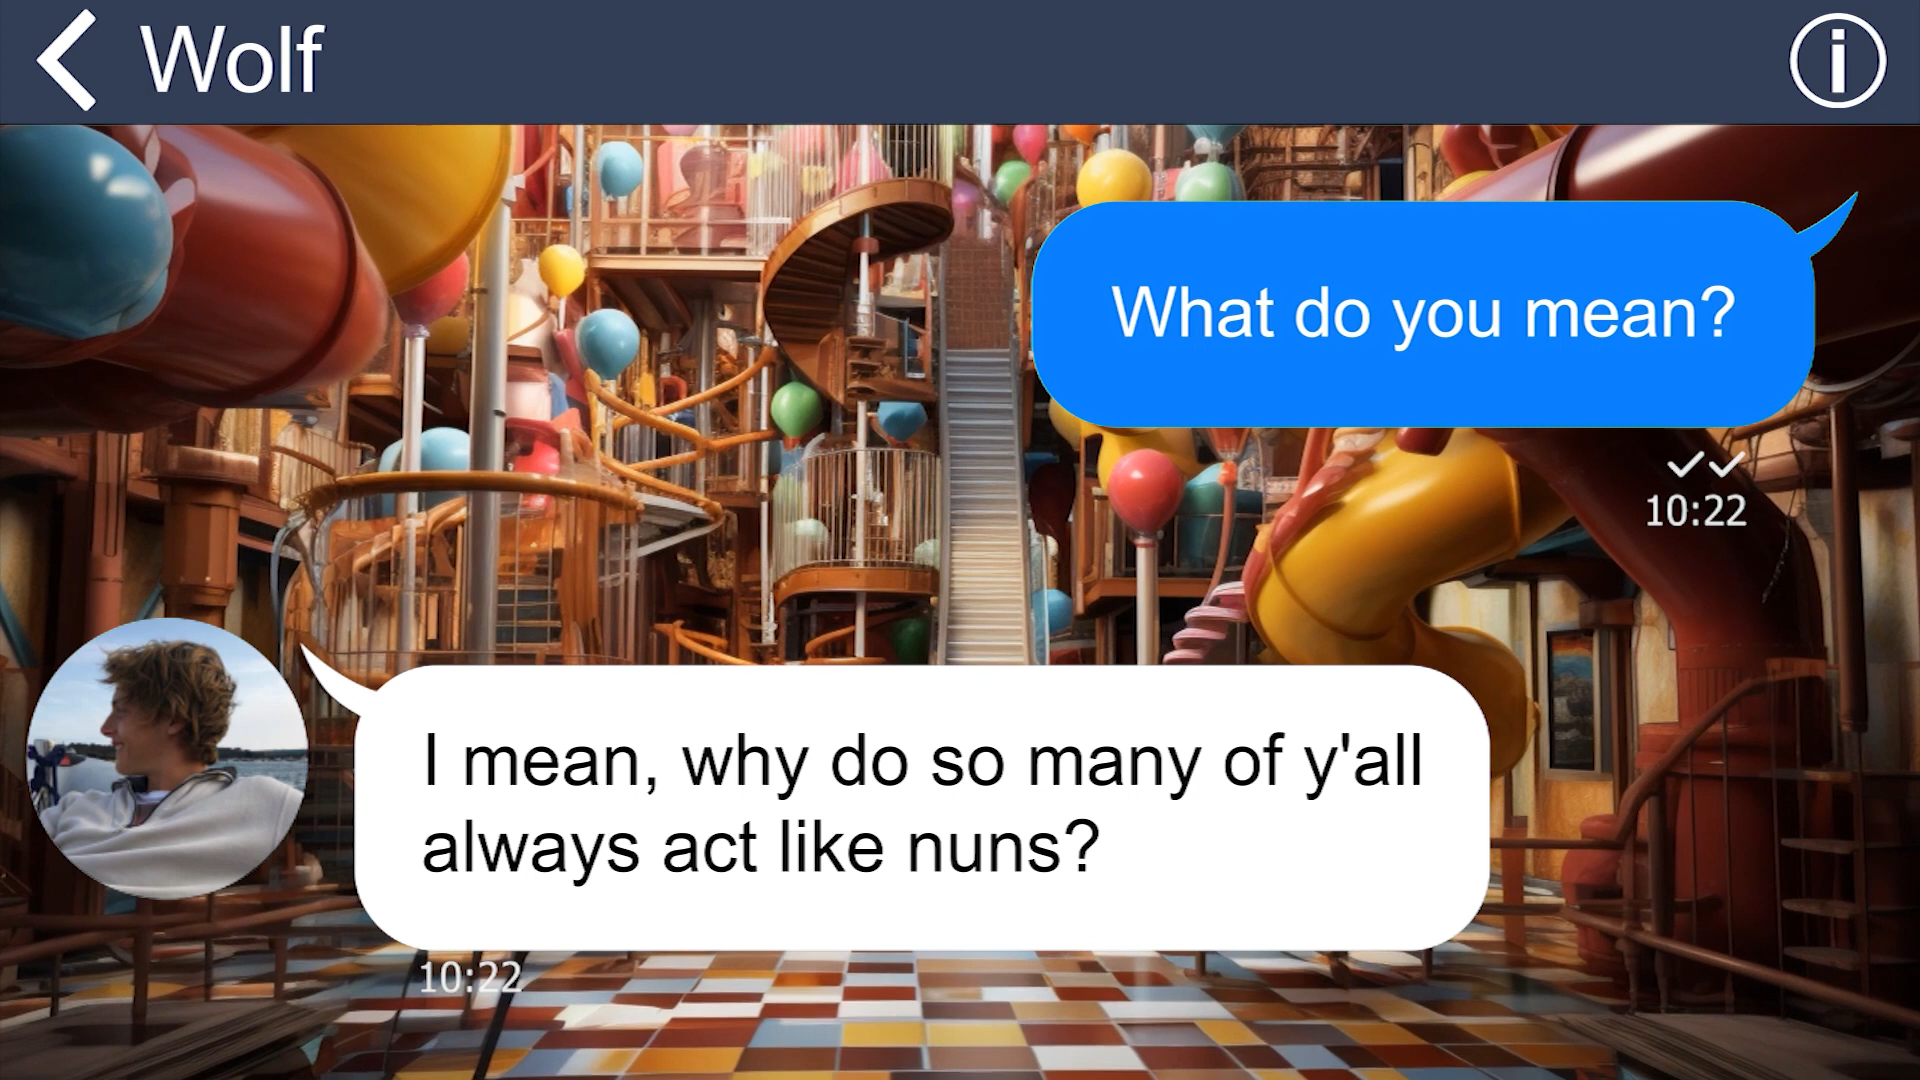 Wolf
What do you mean?
10:22
I mean, why do so many of y'all
always act like nuns?
10:22